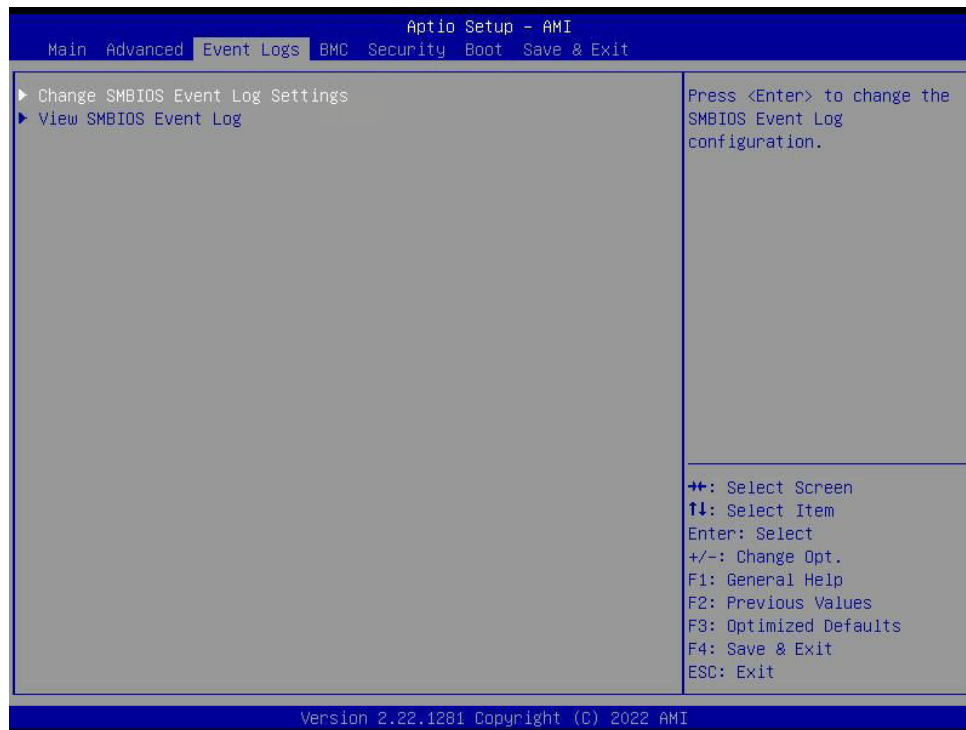 Aptio Setup – AMI
Main Advanced Event Logs BMC Security Boot Save & Exit
▶ Change SMBIOS Event Log Settings
▶ View SMBIOS Event Log
Press <Enter> to change the
SMBIOS Event Log
configuration.
→←: Select Screen
↑↓: Select Item
Enter: Select
+/-: Change Opt.
F1: General Help
F2: Previous Values
F3: Optimized Defaults
F4: Save & Exit
ESC: Exit
Version 2.22.1281 Copyright (C) 2022 AMI